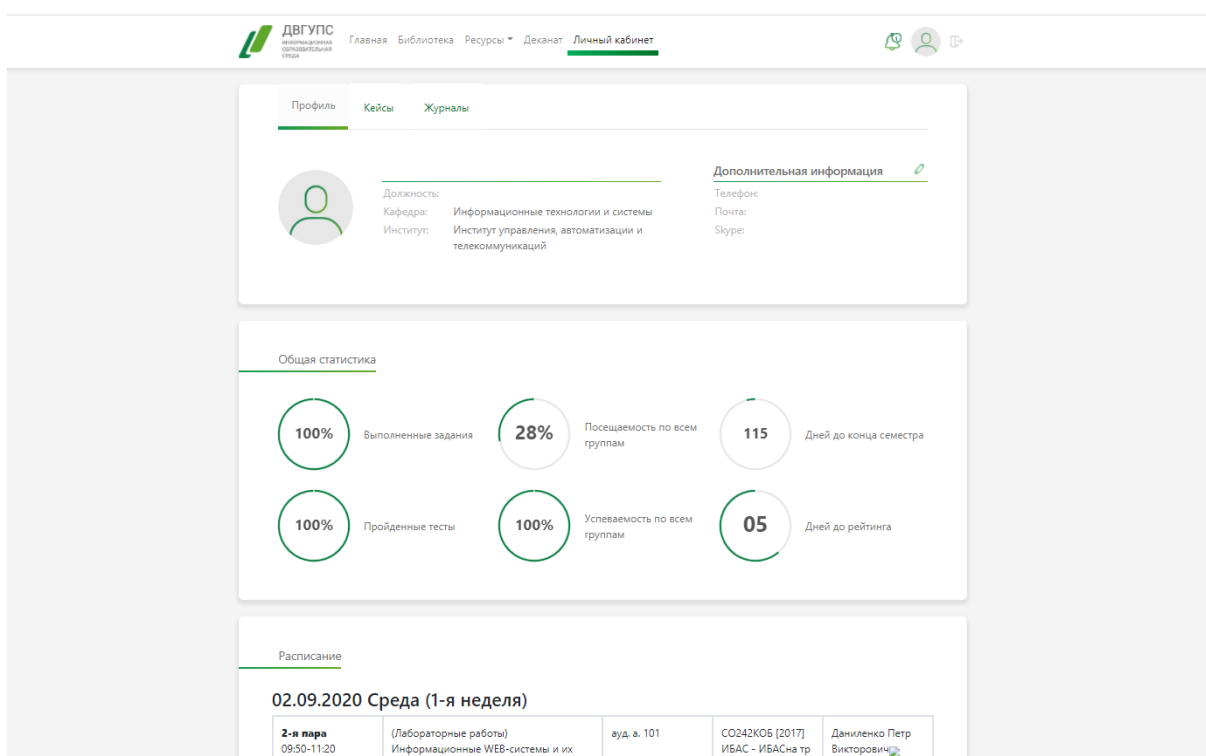 ДВГУПС
ИНФОРМАЦИОННАЯ
ОБРАЗОВАТЕЛЬНАЯ
СРЕДА
Главная Библиотека Ресурсы Деканат Личный кабинет
Профиль Кейсы Журналы
Должность:
Кафедра: Информационные технологии и системы
Институт: Институт управления, автоматизации и
телекоммуникаций
Дополнительная информация
Телефон:
Почта:
Skype:
Общая статистика
100% Выполненные задания
28% Посещаемость по всем
группам
115 Дней до конца семестра
100% Пройденные тесты
100% Успеваемость по всем
группам
05 Дней до рейтинга
Расписание
02.09.2020 Среда (1-я неделя)
2-я пара (Лабораторные работы) ауд. а. 101 СО242КОБ [2017] Даниленко Петр
09:50-11:20 Информационные WEB-системы и их ИБАС - ИБАСна тр Викторович